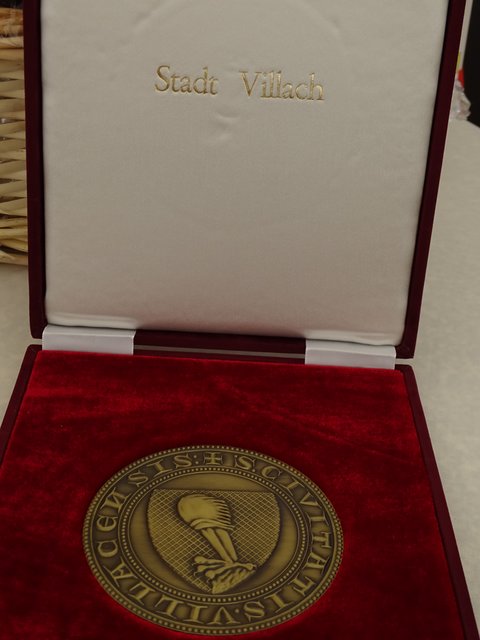 Stadt Villach
✠ S CIVITATIS · VILLACENSIS :